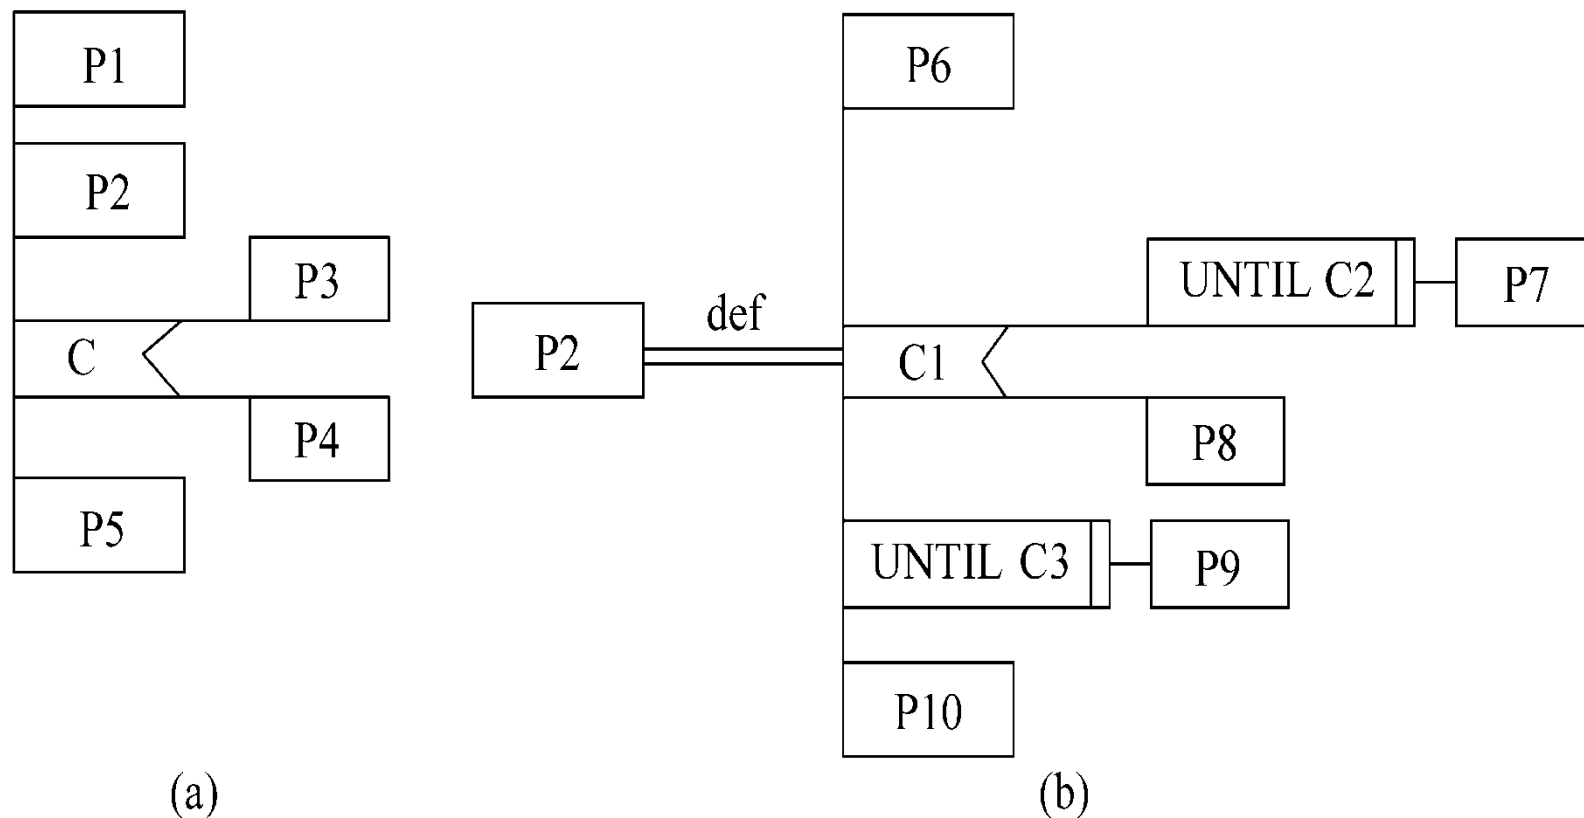 P1
P2
P3
C
P4
P5
(a)
P2
def
P6
UNTIL C2
P7
C1
P8
UNTIL C3
P9
P10
(b)